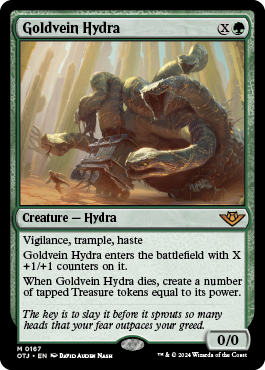 Goldvein Hydra X
Creature — Hydra
Vigilance, trample, haste
Goldvein Hydra enters the battlefield with X
+1/+1 counters on it.
When Goldvein Hydra dies, create a number
of tapped Treasure tokens equal to its power.
The key is to slay it before it sprouts so many
heads that your fear outpaces your greed.
0/0
M 0167
OTJ • EN DAVID AUDEN NASH
™ & © 2024 Wizards of the Coast